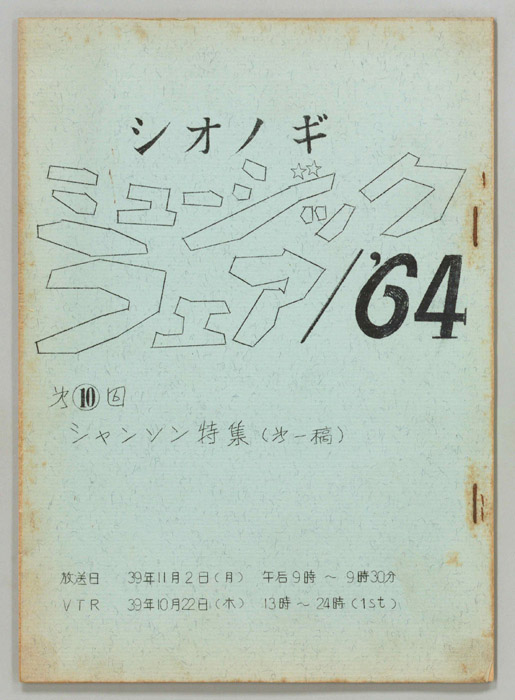 シオノギ
ミュージック
フェア/'64
㐧⑩回
シャンソン特集(㐧一稿)
放送日 39年11月2日(月) 午后9時〜9時30分
VTR 39年10月22日(木) 13時〜24時(1st)